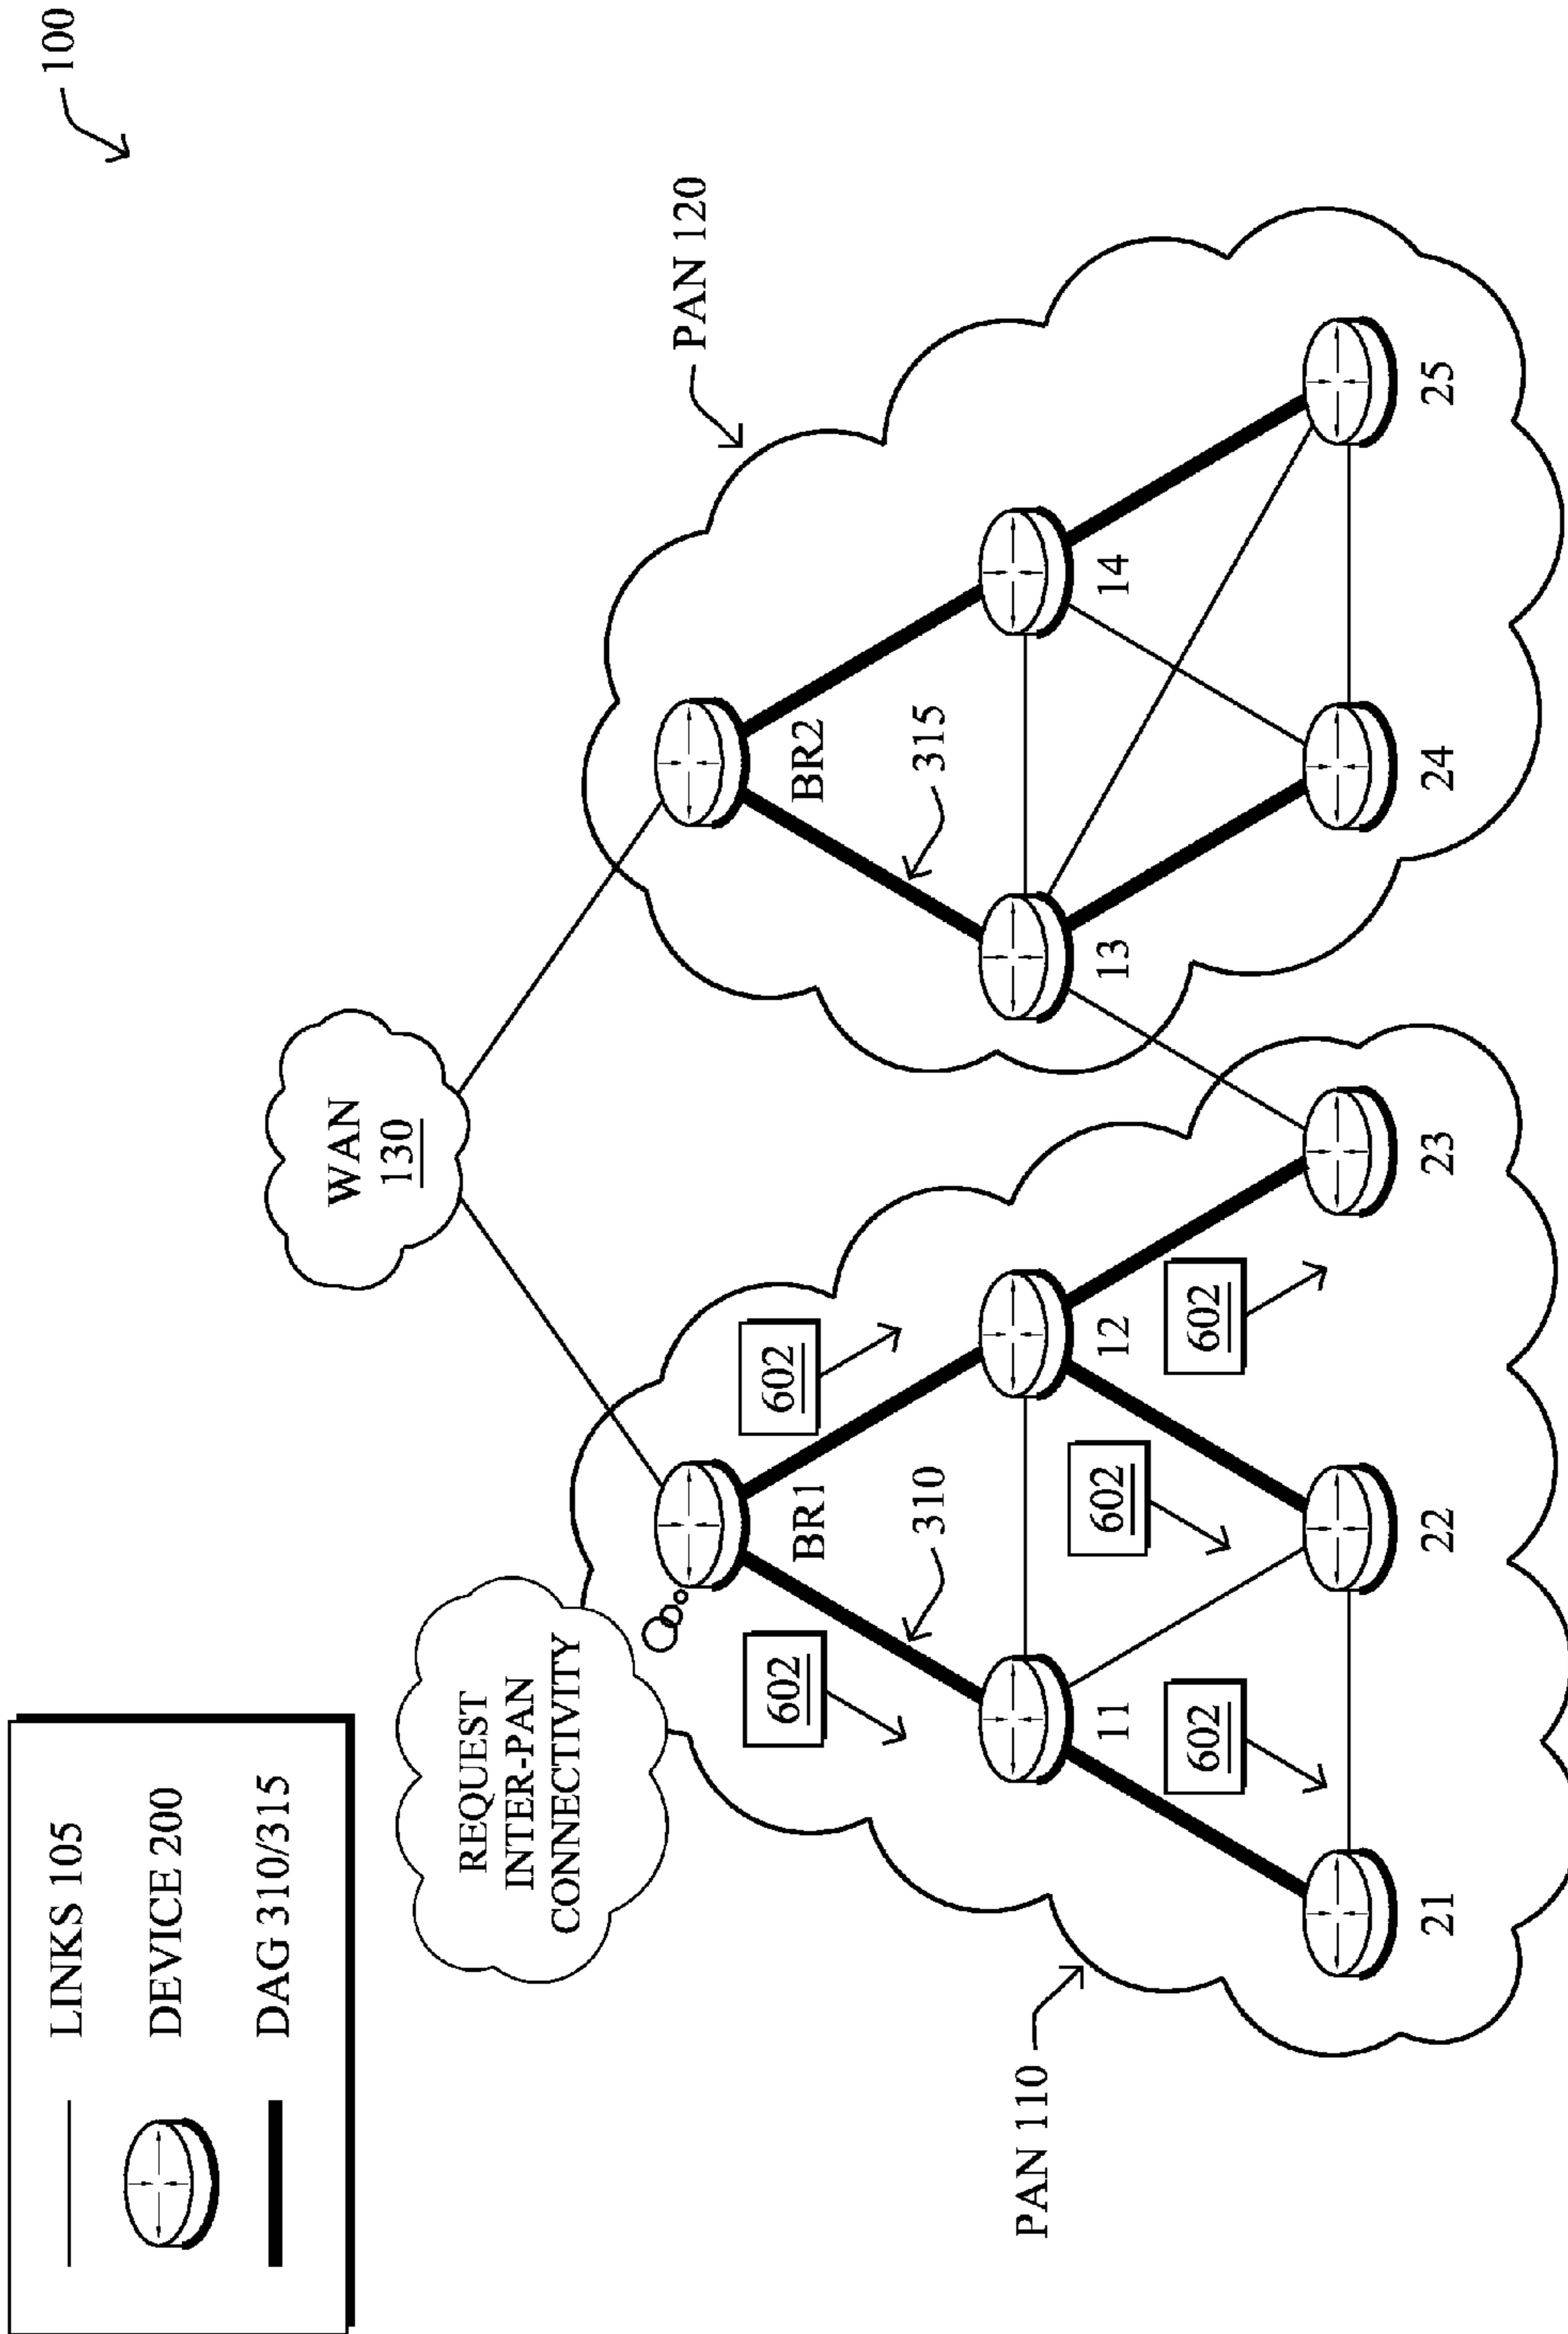 LINKS 105
DEVICE 200
DAG 310/315
100
WAN
130
REQUEST
INTER-PAN
CONNECTIVITY
PAN 120
BR1
BR2
602
602
310
315
PAN 110
11
12
13
14
602
602
602
21
22
23
24
25